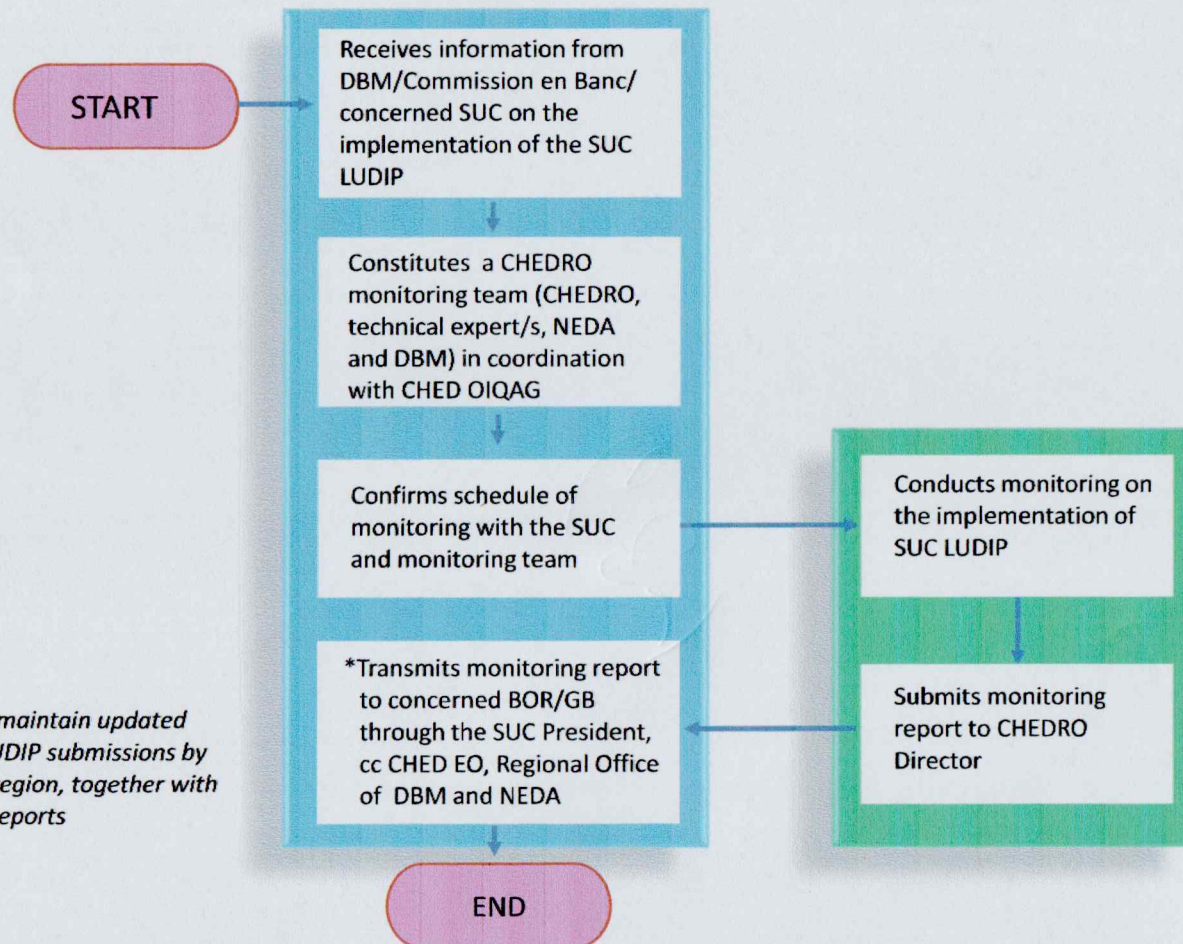 START
Receives information from
DBM/Commission en Banc/
concerned SUC on the
implementation of the SUC
LUDIP
Constitutes a CHEDRO
monitoring team (CHEDRO,
technical expert/s, NEDA
and DBM) in coordination
with CHED OIQAG
Confirms schedule of
monitoring with the SUC
and monitoring team
Conducts monitoring on
the implementation of
SUC LUDIP
Submits monitoring
report to CHEDRO
Director
*Transmits monitoring report
to concerned BOR/GB
through the SUC President,
cc CHED EO, Regional Office
of DBM and NEDA
maintain updated
submissions by
region, together with
reports
END